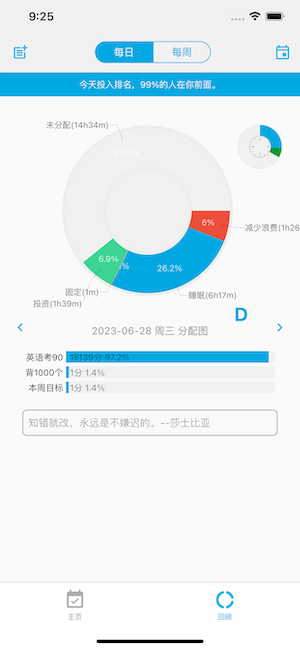 9:25
每日
每周
今天投入排名，99%的人在你前面。
未分配(14h34m)
60.8%
减少浪费(1h26
6%
6.9%
%
26.2%
固定(1m)
睡眠(6h17m)
投资(1h39m)
D
2023-06-28 周三 分配图
英语考90 1时39分 97.2%
背1000个 1分 1.4%
本周目标 1分 1.4%
知错就改，永远是不嫌迟的。--莎士比亚
主页
回顾